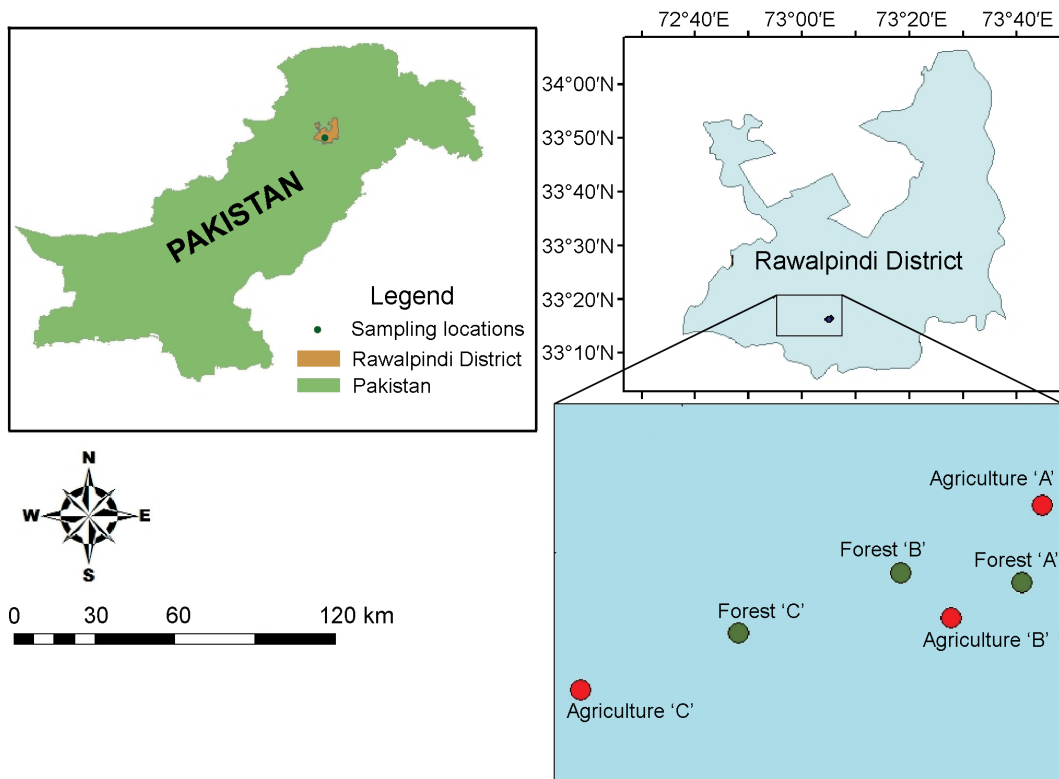 PAKISTAN
Legend
Sampling locations
Rawalpindi District
Pakistan
72°40′E 73°00′E 73°20′E 73°40′E
34°00′N
33°50′N
33°40′N
33°30′N
33°20′N
33°10′N
Rawalpindi District
N
W E
S
0 30 60 120 km
Agriculture ‘A’
Forest ‘B’ Forest ‘A’
Forest ‘C’
Agriculture ‘B’
Agriculture ‘C’